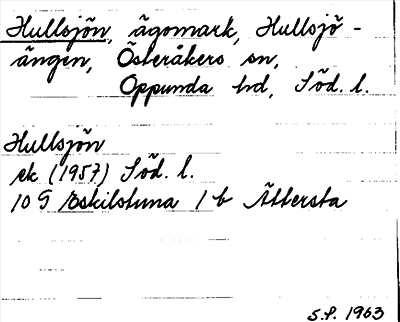 Hullsjön, ägomark, Hullsjö-
ängen, Österåkers sn,
Oppunda hd, Söd. l.
Hullsjön
ek (1957) Söd. l.
10 G Eskilstuna 1 b Ättersta
S.P. 1963